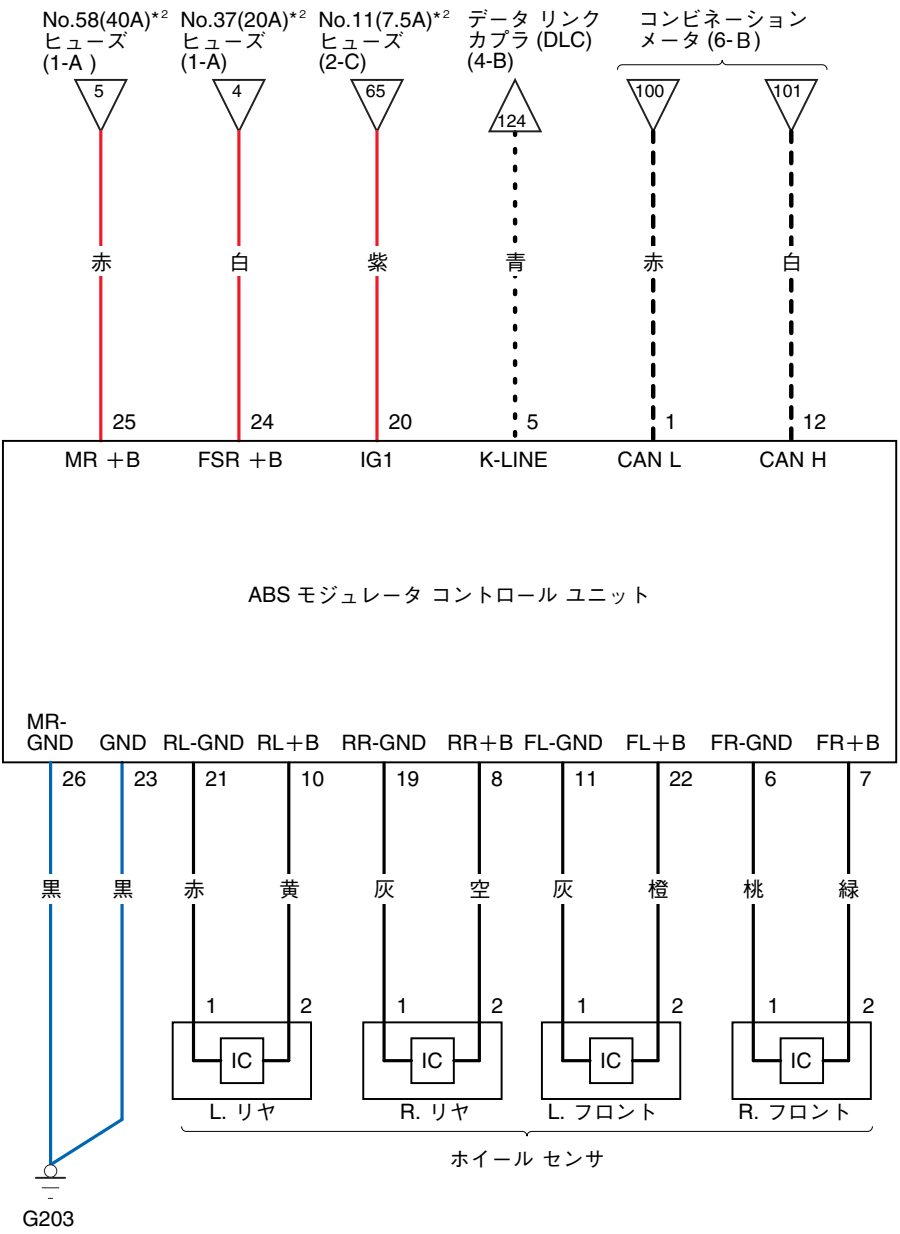 No.58(40A)*2 No.37(20A)*2 No.11(7.5A)*2 データ リンク コンビネーション
ヒューズ ヒューズ ヒューズ カプラ (DLC) メータ (6-B)
(1-A ) (1-A) (2-C) (4-B)
5 4 65 124 100 101
赤 白 紫 青 赤 白
25 24 20 5 1 12
MR +B FSR +B IG1 K-LINE CAN L CAN H
ABS モジュレータ コントロール ユニット
MR-
GND GND RL-GND RL+B RR-GND RR+B FL-GND FL+B FR-GND FR+B
26 23 21 10 19 8 11 22 6 7
黒 黒 赤 黄 灰 空 灰 橙 桃 緑
1 2 1 2 1 2 1 2
IC IC IC IC
L. リヤ R. リヤ L. フロント R. フロント
ホイール センサ
G203